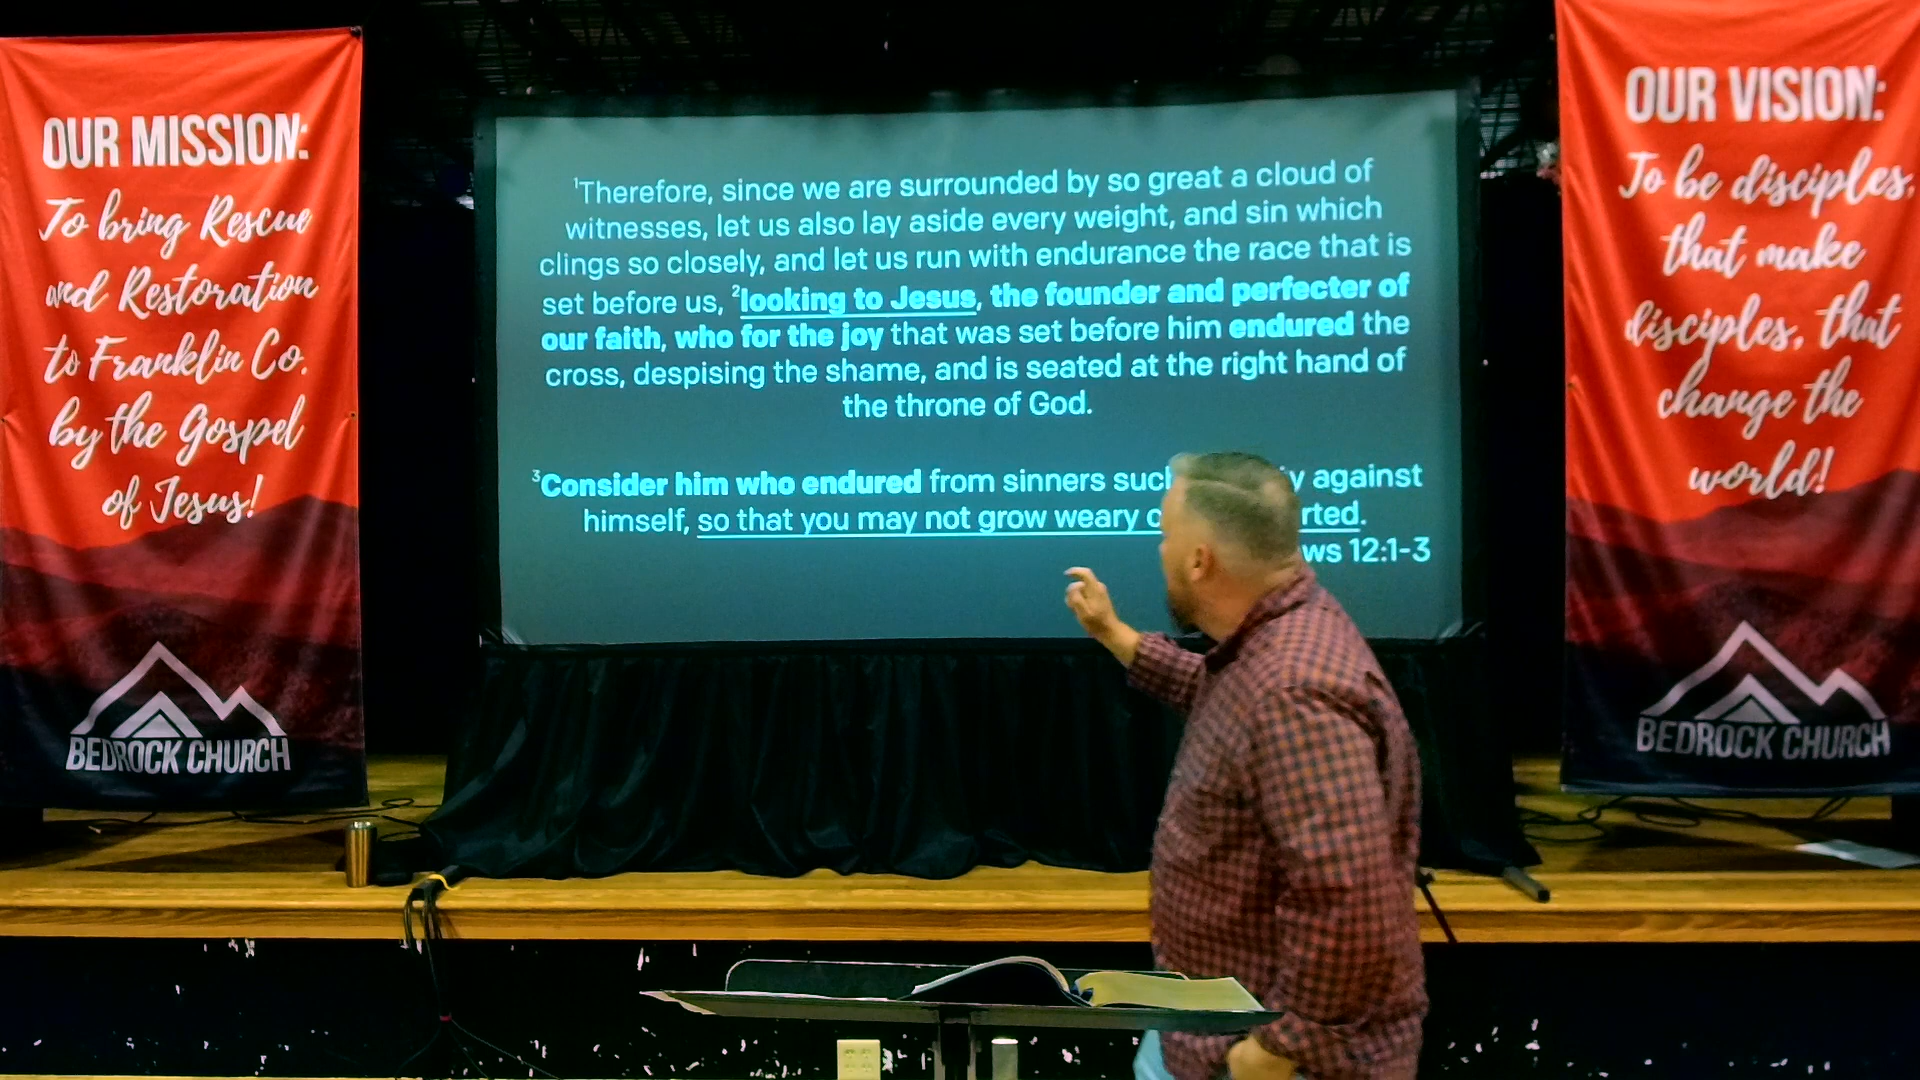 OUR MISSION:
To bring Rescue
and Restoration
to Franklin Co.
by the Gospel
of Jesus!
BEDROCK CHURCH
¹Therefore, since we are surrounded by so great a cloud of
witnesses, let us also lay aside every weight, and sin which
clings so closely, and let us run with endurance the race that is
set before us, ²looking to Jesus, the founder and perfecter of
our faith, who for the joy that was set before him endured the
cross, despising the shame, and is seated at the right hand of
the throne of God.
³Consider him who endured from sinners such against
himself, so that you may not grow weary
12:1-3
OUR VISION:
To be disciples,
that make
disciples, that
change the
world!
BEDROCK CHURCH